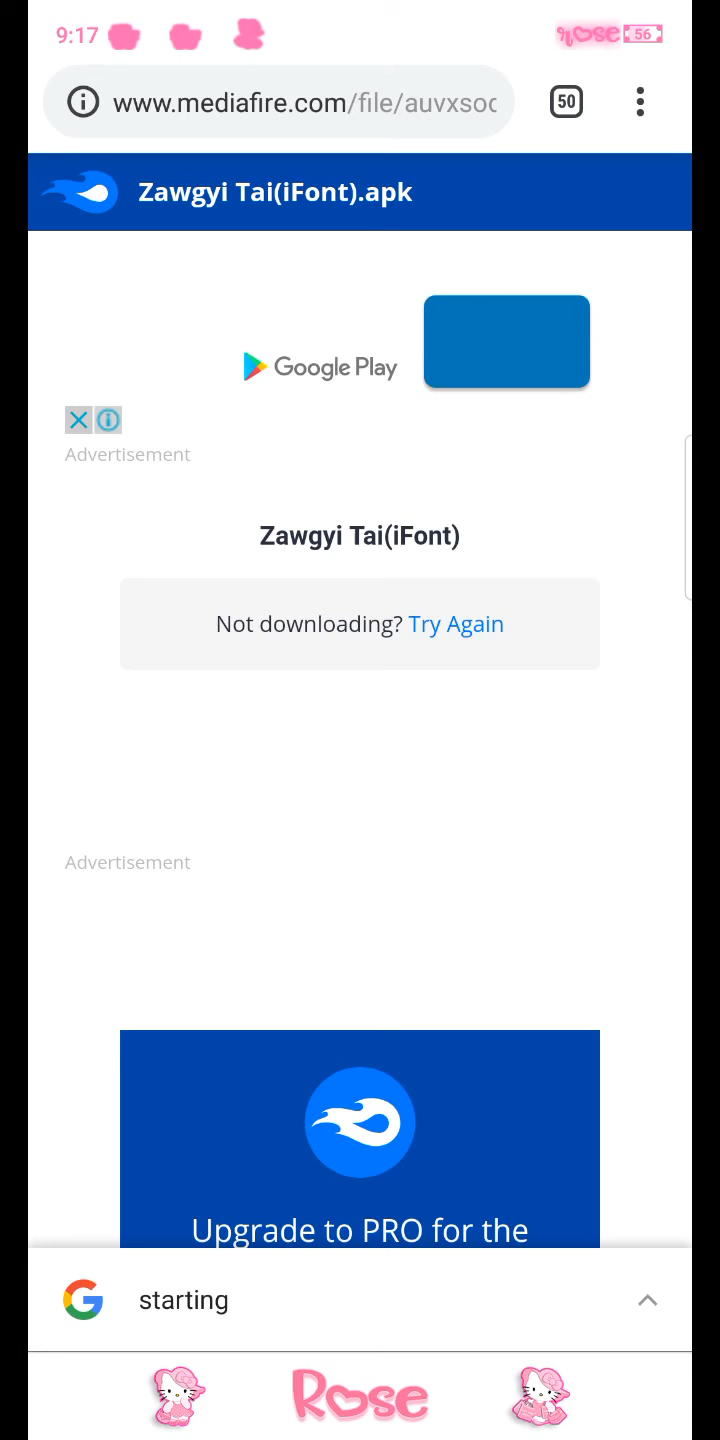 9:17 rose 56
www.mediafire.com/file/auvxsoc 50
Zawgyi Tai(iFont).apk
Google Play
Advertisement
Zawgyi Tai(iFont)
Not downloading? Try Again
Advertisement
Upgrade to PRO for the
starting
Rose